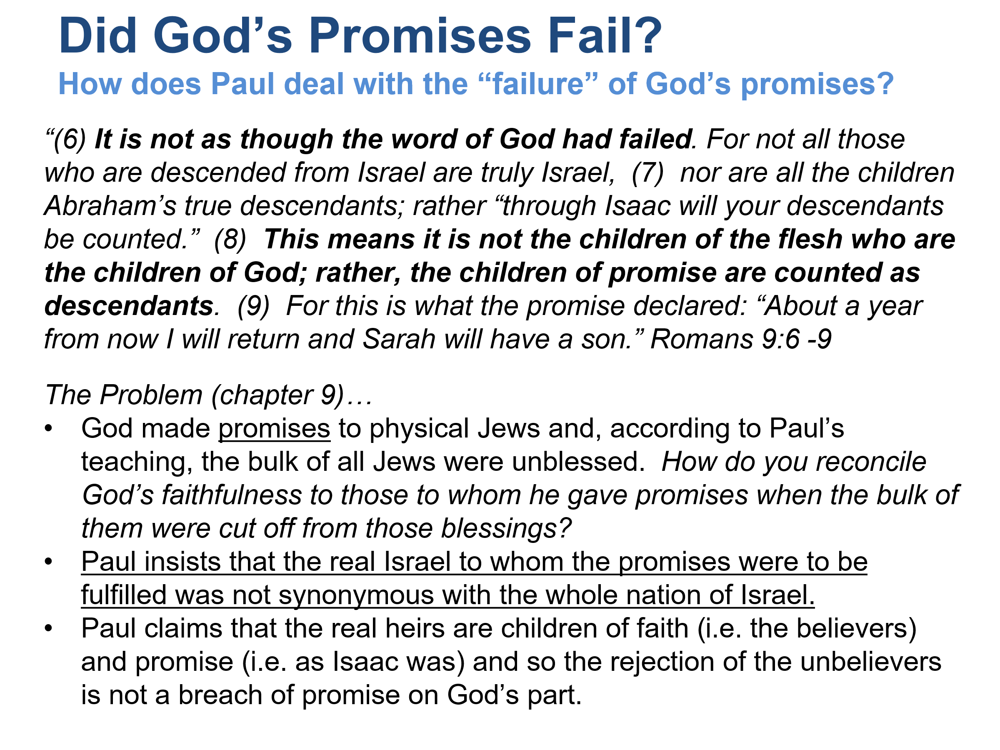 Did God’s Promises Fail?
How does Paul deal with the “failure” of God’s promises?
“(6) It is not as though the word of God had failed. For not all those
who are descended from Israel are truly Israel,  (7)  nor are all the children
Abraham’s true descendants; rather “through Isaac will your descendants
be counted.”  (8)  This means it is not the children of the flesh who are
the children of God; rather, the children of promise are counted as
descendants.  (9)  For this is what the promise declared: “About a year
from now I will return and Sarah will have a son.” Romans 9:6 -9
The Problem (chapter 9)…
• God made promises to physical Jews and, according to Paul’s
teaching, the bulk of all Jews were unblessed.  How do you reconcile
God’s faithfulness to those to whom he gave promises when the bulk of
them were cut off from those blessings?
• Paul insists that the real Israel to whom the promises were to be
fulfilled was not synonymous with the whole nation of Israel.
• Paul claims that the real heirs are children of faith (i.e. the believers)
and promise (i.e. as Isaac was) and so the rejection of the unbelievers
is not a breach of promise on God’s part.